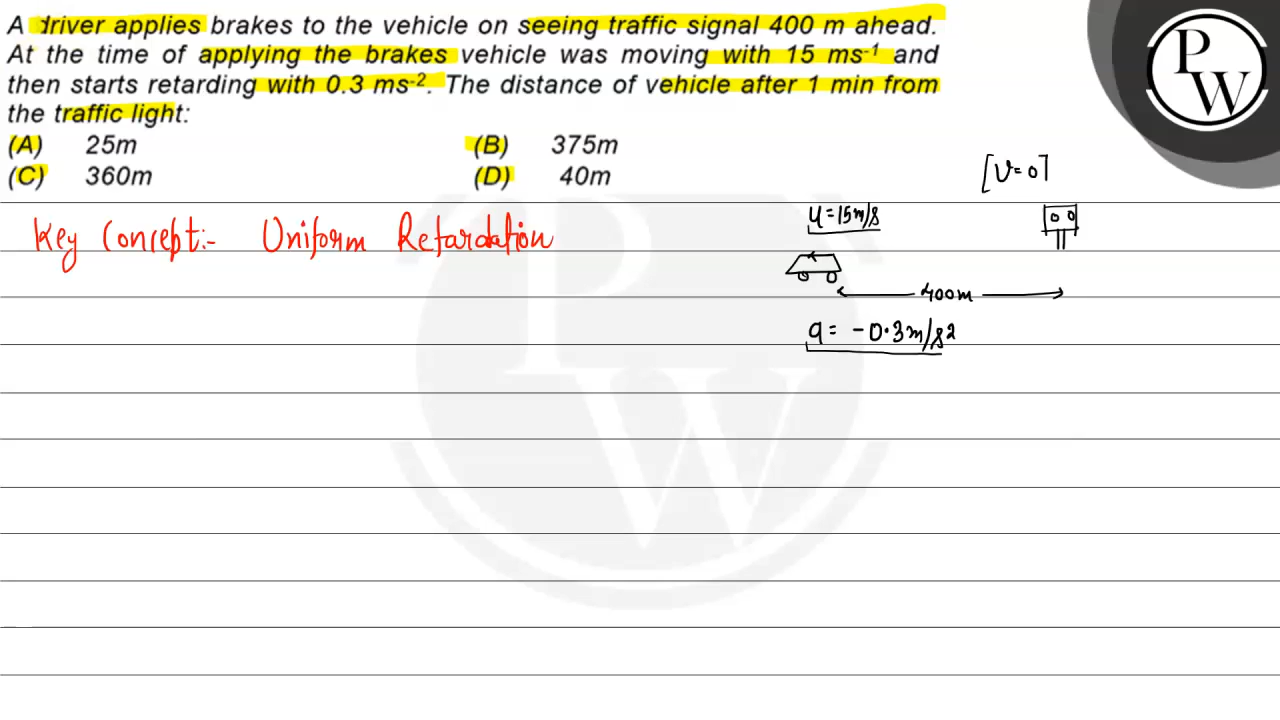 A driver applies brakes to the vehicle on seeing traffic signal 400 m ahead.
At the time of applying the brakes vehicle was moving with 15 ms⁻¹ and
then starts retarding with 0.3 ms⁻². The distance of vehicle after 1 min from
the traffic light:
(A) 25m (B) 375m
(C) 360m (D) 40m
Key Concept:- Uniform Retardation
[V=0]
u=15m/s
400m
a= -0.3m/s2
P
W
P
W